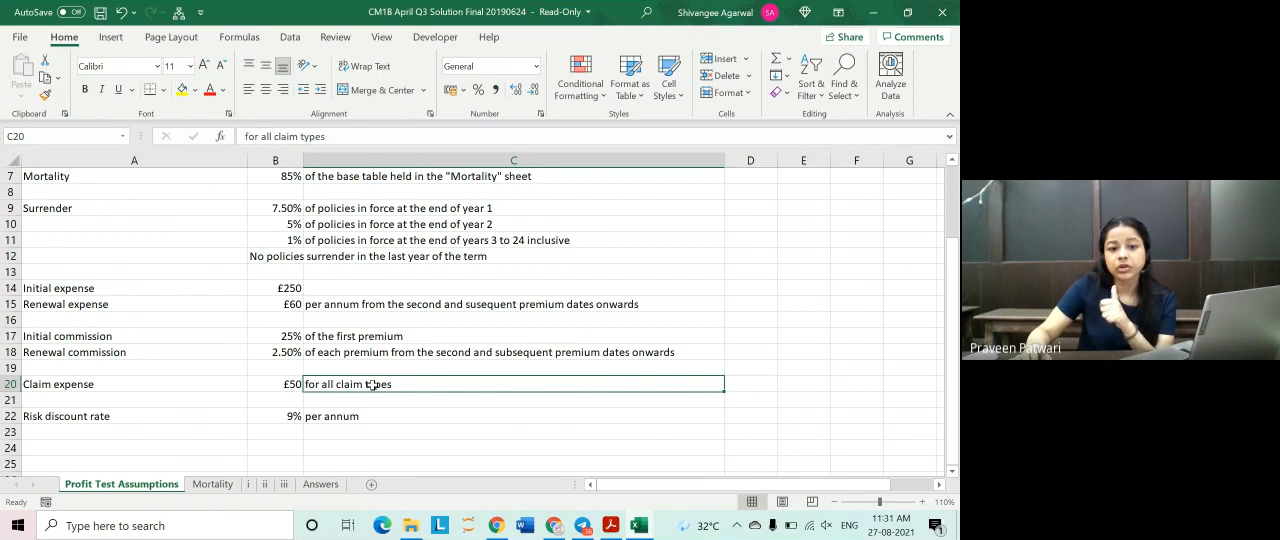 AutoSave Off CM1B April Q3 Solution Final 20190624 - Read-Only Shivangee Agarwal SA
File Home Insert Page Layout Formulas Data Review View Developer Help Share Comments
Paste Calibri 11 Wrap Text General Conditional Formatting Format as Table Cell Styles Insert Sort & Filter Find & Select Analyze Data
B I U Merge & Center Delete
Format
Clipboard Font Alignment Number Styles Cells Editing Analysis
C20 fx for all claim types
A B C D E F G
7 Mortality 85% of the base table held in the "Mortality" sheet
8
9 Surrender 7.50% of policies in force at the end of year 1
10 5% of policies in force at the end of year 2
11 1% of policies in force at the end of years 3 to 24 inclusive
12 No policies surrender in the last year of the term
13
14 Initial expense £250
15 Renewal expense £60 per annum from the second and susequent premium dates onwards
16
17 Initial commission 25% of the first premium
18 Renewal commission 2.50% of each premium from the second and subsequent premium dates onwards
19
20 Claim expense £50 for all claim types
21
22 Risk discount rate 9% per annum
23
24
25
Profit Test Assumptions Mortality i ii iii Answers
Ready 110%
Type here to search 32°C ENG 11:31 AM
27-08-2021
Praveen Patwari